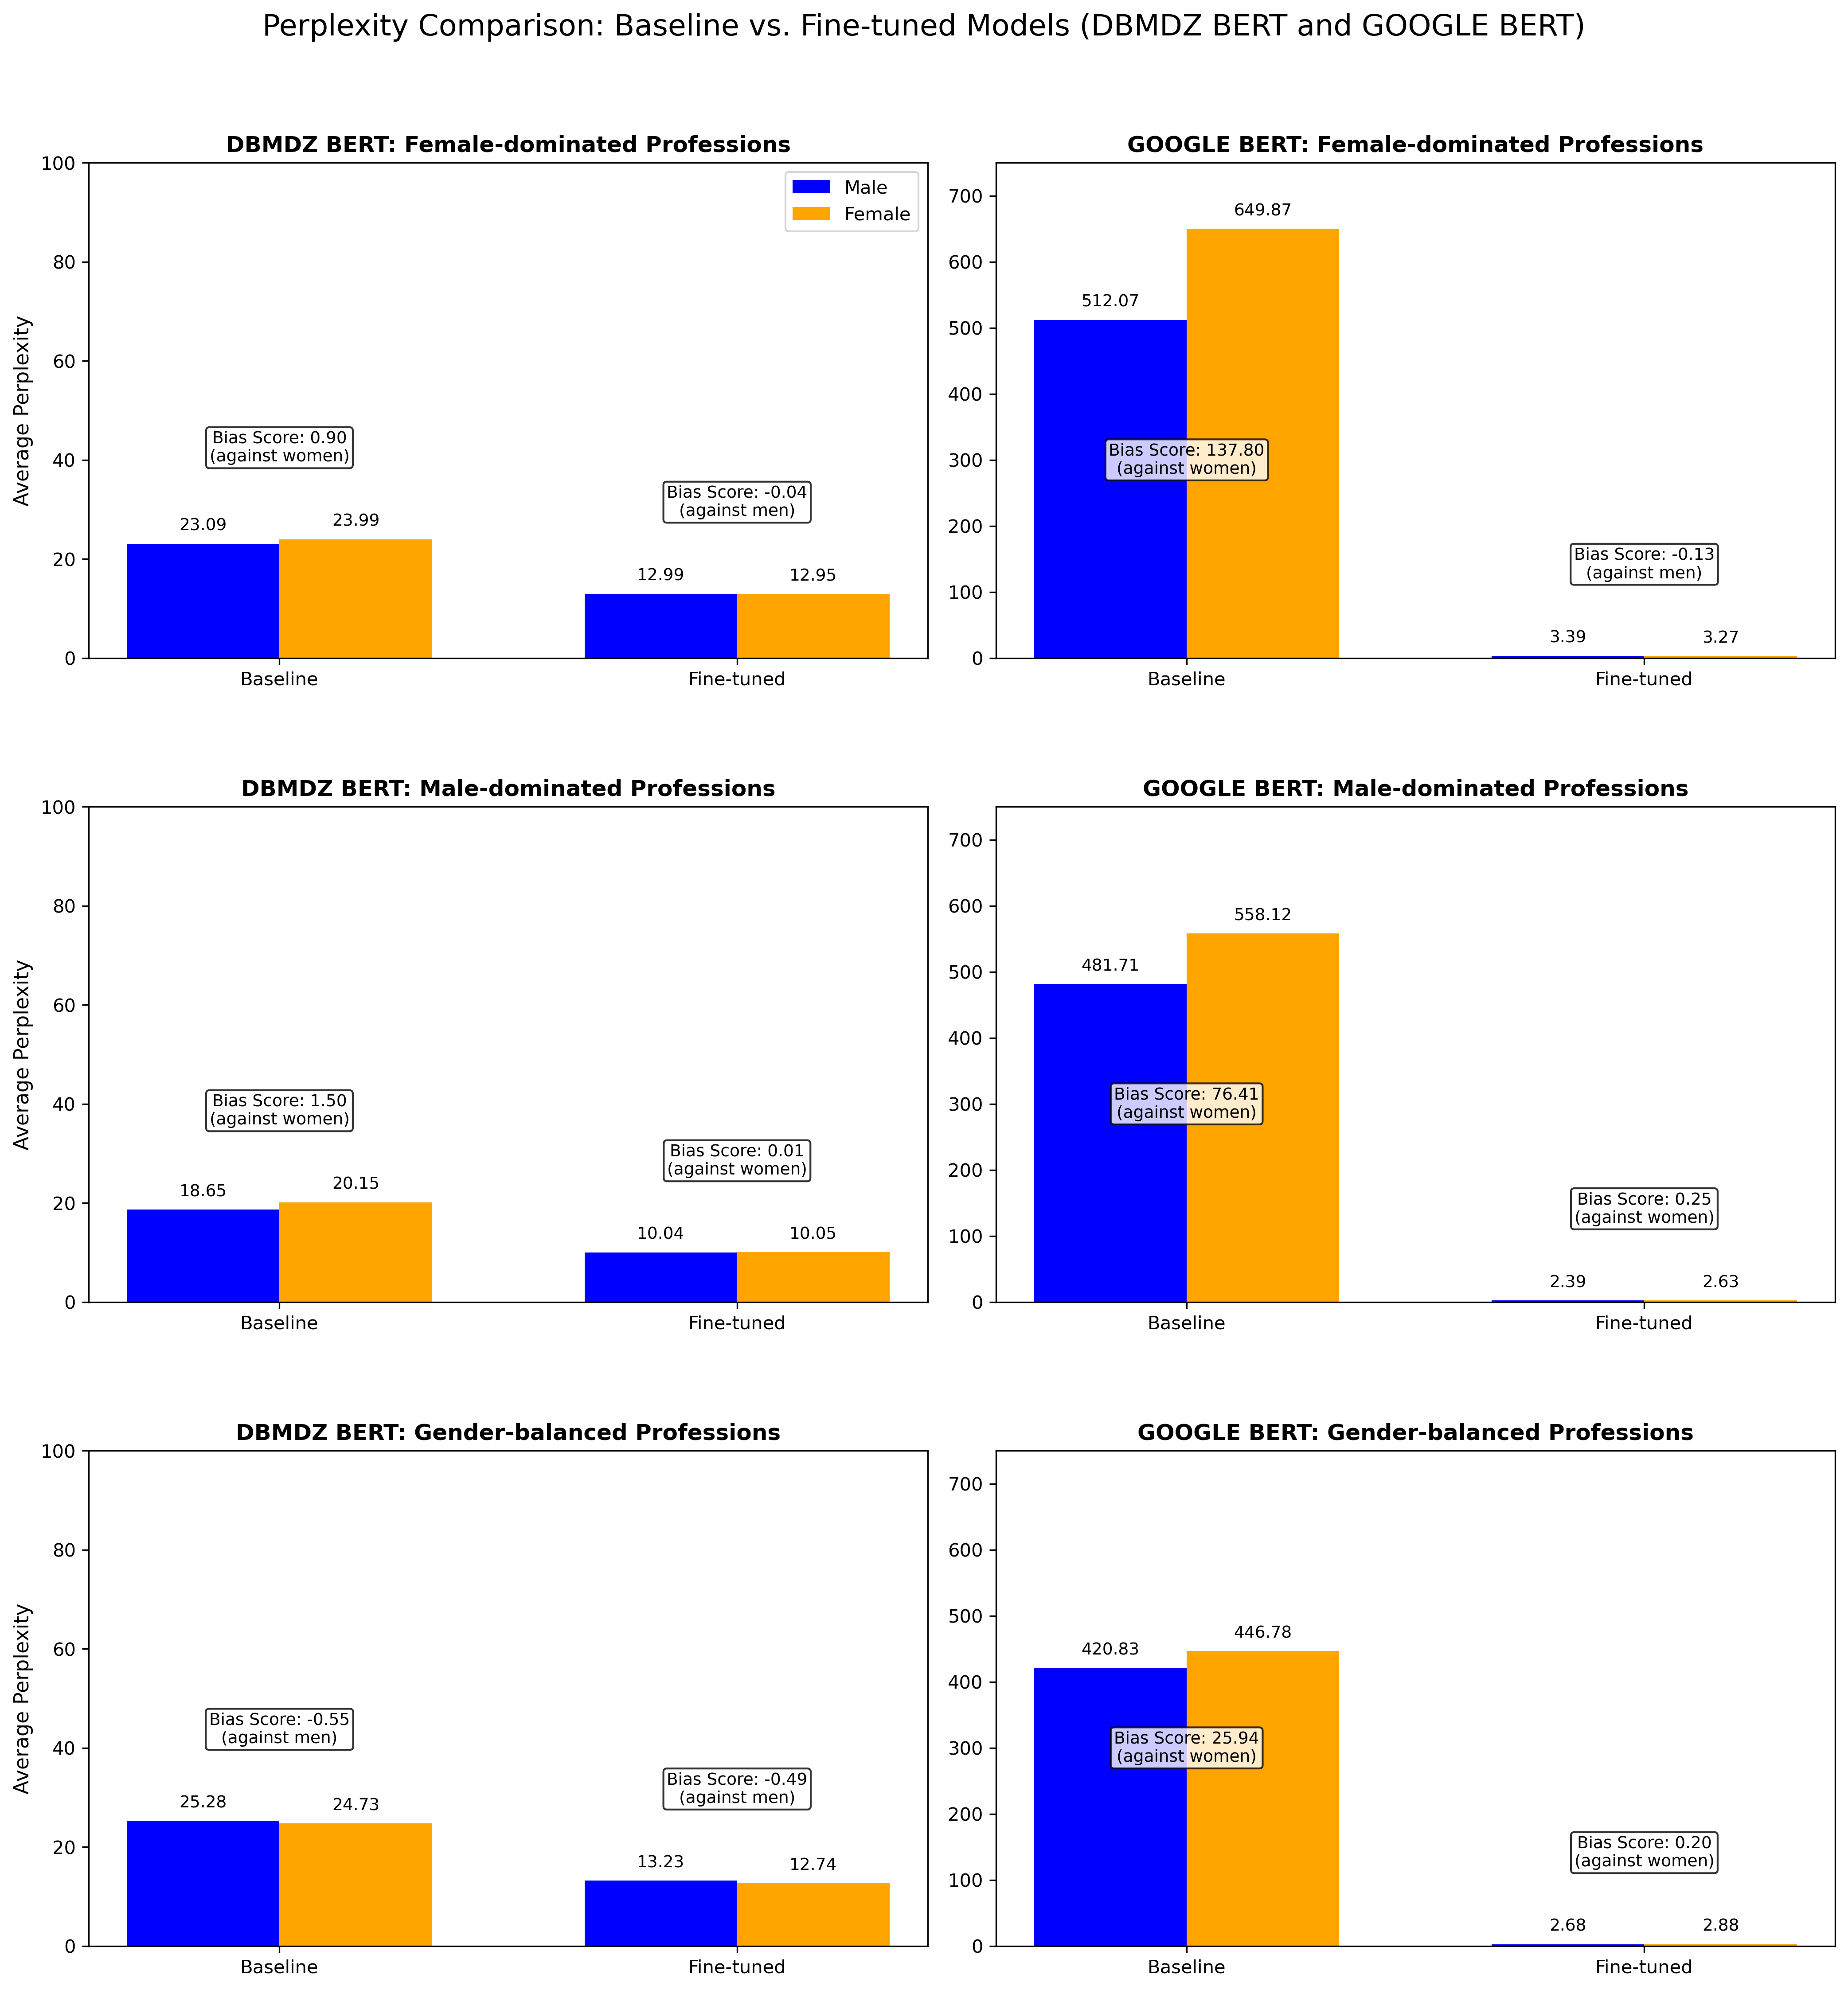 Perplexity Comparison: Baseline vs. Fine-tuned Models (DBMDZ BERT and GOOGLE BERT)
DBMDZ BERT: Female-dominated Professions
Average Perplexity
100
80
60
40
20
0
Male
Female
Bias Score: 0.90
(against women)
23.09
23.99
Bias Score: -0.04
(against men)
12.99
12.95
Baseline
Fine-tuned
GOOGLE BERT: Female-dominated Professions
700
600
500
400
300
200
100
0
512.07
649.87
Bias Score: 137.80
(against women)
Bias Score: -0.13
(against men)
3.39
3.27
Baseline
Fine-tuned
DBMDZ BERT: Male-dominated Professions
Average Perplexity
100
80
60
40
20
0
Bias Score: 1.50
(against women)
18.65
20.15
Bias Score: 0.01
(against women)
10.04
10.05
Baseline
Fine-tuned
GOOGLE BERT: Male-dominated Professions
700
600
500
400
300
200
100
0
481.71
558.12
Bias Score: 76.41
(against women)
Bias Score: 0.25
(against women)
2.39
2.63
Baseline
Fine-tuned
DBMDZ BERT: Gender-balanced Professions
Average Perplexity
100
80
60
40
20
0
Bias Score: -0.55
(against men)
25.28
24.73
Bias Score: -0.49
(against men)
13.23
12.74
Baseline
Fine-tuned
GOOGLE BERT: Gender-balanced Professions
700
600
500
400
300
200
100
0
420.83
446.78
Bias Score: 25.94
(against women)
Bias Score: 0.20
(against women)
2.68
2.88
Baseline
Fine-tuned